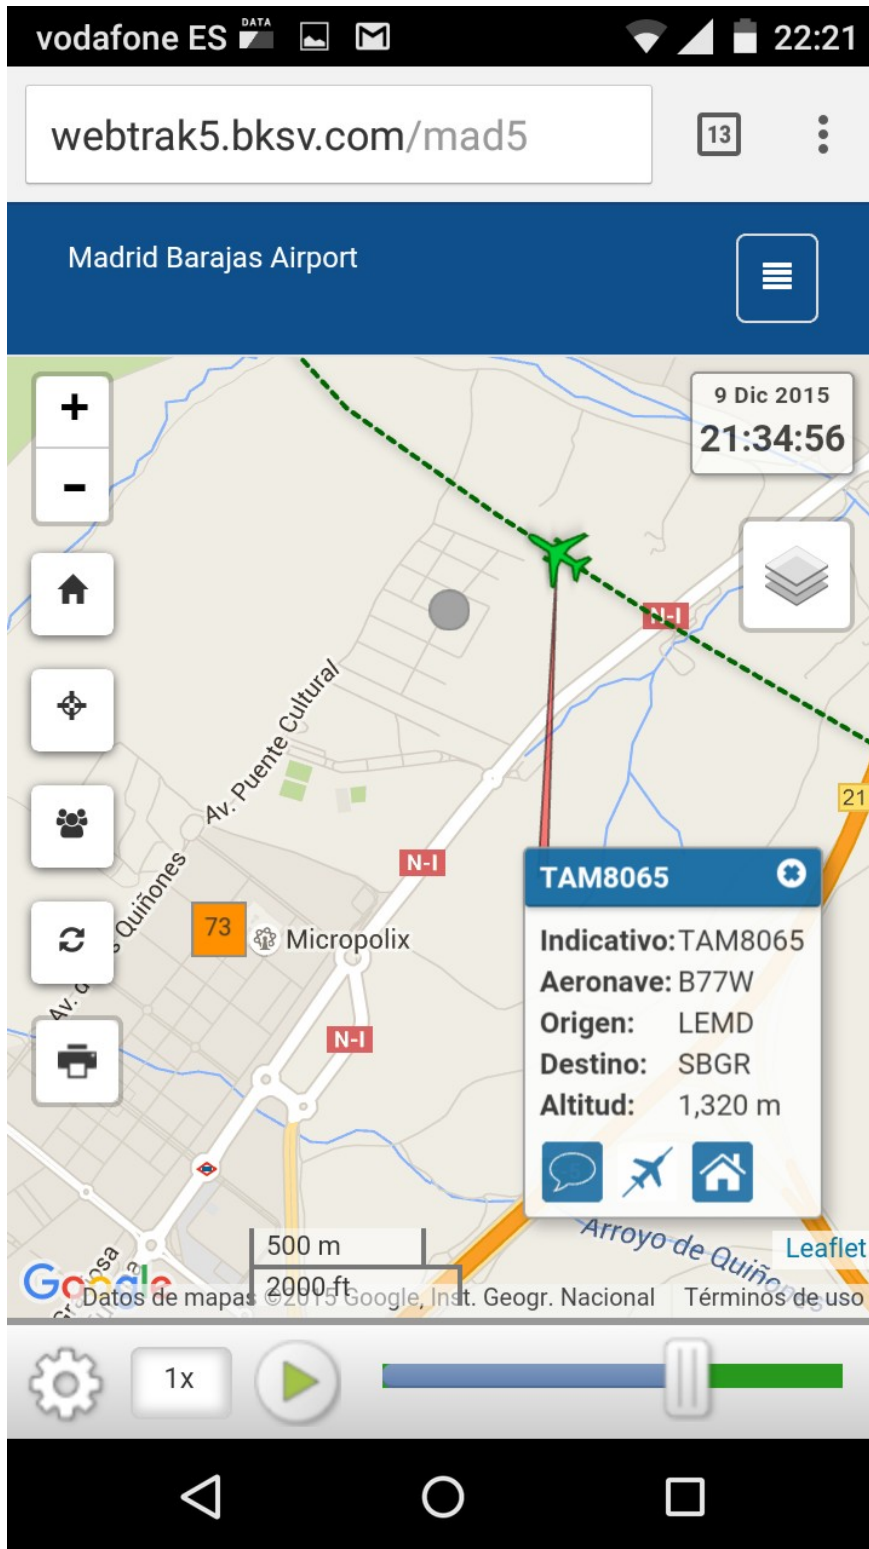 vodafone ES DATA 22:21
webtrak5.bksv.com/mad5 13
Madrid Barajas Airport
+
-
9 Dic 2015
21:34:56
N-I
Av. Puente Cultural
21
N-I
TAM8065
Quiñones
73
Micropolix
Indicativo: TAM8065
Aeronave: B77W
Origen: LEMD
Destino: SBGR
Altitud: 1,320 m
Av. de
N-I
Arroyo de Quiñones
500 m
Leaflet
2000 ft
Google
Datos de mapas ©2015 Google, Inst. Geogr. Nacional Términos de uso
1x